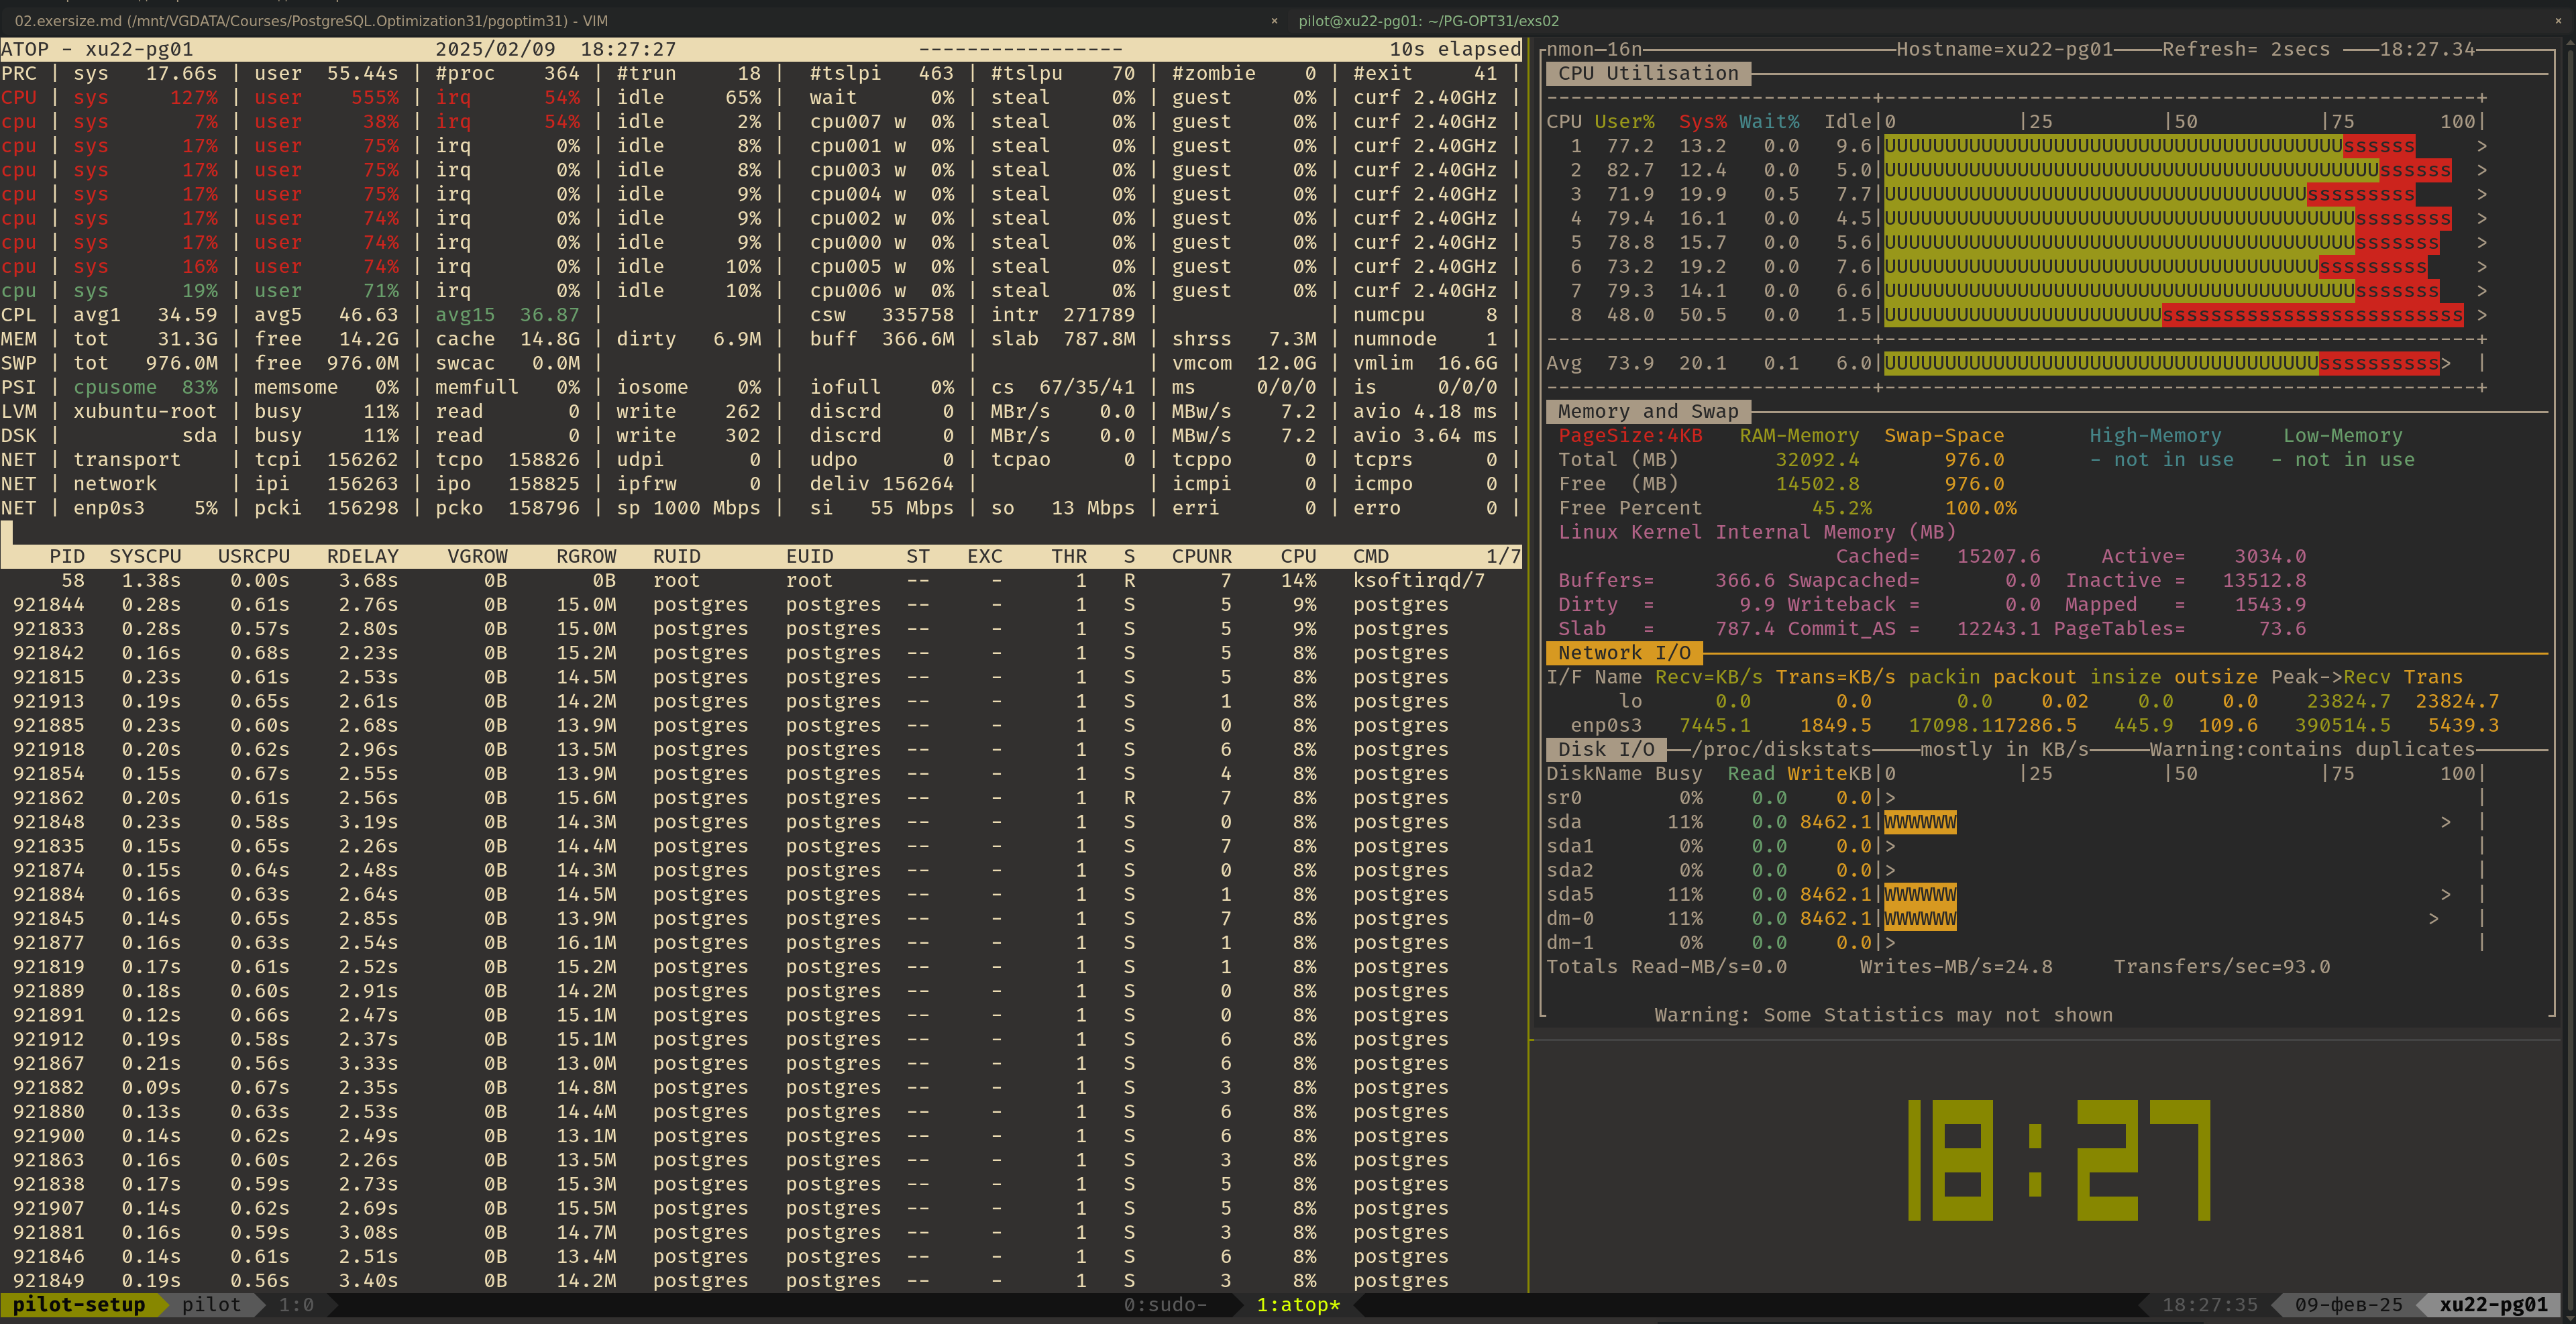 02.exersize.md (/mnt/VGDATA/Courses/PostgreSQL.Optimization31/pgoptim31) - VIM × pilot@xu22-pg01: ~/PG-OPT31/exs02 ×
ATOP - xu22-pg01 2025/02/09 18:27:27 ----------------- 10s elapsed
PRC | sys 17.66s | user 55.44s | #proc 364 | #trun 18 | #tslpi 463 | #tslpu 70 | #zombie 0 | #exit 41 |
CPU | sys 127% | user 555% | irq 54% | idle 65% | wait 0% | steal 0% | guest 0% | curf 2.40GHz |
cpu | sys 7% | user 38% | irq 54% | idle 2% | cpu007 w 0% | steal 0% | guest 0% | curf 2.40GHz |
cpu | sys 17% | user 75% | irq 0% | idle 8% | cpu001 w 0% | steal 0% | guest 0% | curf 2.40GHz |
cpu | sys 17% | user 75% | irq 0% | idle 8% | cpu003 w 0% | steal 0% | guest 0% | curf 2.40GHz |
cpu | sys 17% | user 75% | irq 0% | idle 9% | cpu004 w 0% | steal 0% | guest 0% | curf 2.40GHz |
cpu | sys 17% | user 74% | irq 0% | idle 9% | cpu002 w 0% | steal 0% | guest 0% | curf 2.40GHz |
cpu | sys 17% | user 74% | irq 0% | idle 9% | cpu000 w 0% | steal 0% | guest 0% | curf 2.40GHz |
cpu | sys 16% | user 74% | irq 0% | idle 10% | cpu005 w 0% | steal 0% | guest 0% | curf 2.40GHz |
cpu | sys 19% | user 71% | irq 0% | idle 10% | cpu006 w 0% | steal 0% | guest 0% | curf 2.40GHz |
CPL | avg1 34.59 | avg5 46.63 | avg15 36.87 | | csw 335758 | intr 271789 | | numcpu 8 |
MEM | tot 31.3G | free 14.2G | cache 14.8G | dirty 6.9M | buff 366.6M | slab 787.8M | shrss 7.3M | numnode 1 |
SWP | tot 976.0M | free 976.0M | swcac 0.0M | | | | vmcom 12.0G | vmlim 16.6G |
PSI | cpusome 83% | memsome 0% | memfull 0% | iosome 0% | iofull 0% | cs 67/35/41 | ms 0/0/0 | is 0/0/0 |
LVM | xubuntu-root | busy 11% | read 0 | write 262 | discrd 0 | MBr/s 0.0 | MBw/s 7.2 | avio 4.18 ms |
DSK | sda | busy 11% | read 0 | write 302 | discrd 0 | MBr/s 0.0 | MBw/s 7.2 | avio 3.64 ms |
NET | transport | tcpi 156262 | tcpo 158826 | udpi 0 | udpo 0 | tcpao 0 | tcppo 0 | tcprs 0 |
NET | network | ipi 156263 | ipo 158825 | ipfrw 0 | deliv 156264 | | icmpi 0 | icmpo 0 |
NET | enp0s3 5% | pcki 156298 | pcko 158796 | sp 1000 Mbps | si 55 Mbps | so 13 Mbps | erri 0 | erro 0 |
PID SYSCPU USRCPU RDELAY VGROW RGROW RUID EUID ST EXC THR S CPUNR CPU CMD 1/7
58 1.38s 0.00s 3.68s 0B 0B root root -- - 1 R 7 14% ksoftirqd/7
921844 0.28s 0.61s 2.76s 0B 15.0M postgres postgres -- - 1 S 5 9% postgres
921833 0.28s 0.57s 2.80s 0B 15.0M postgres postgres -- - 1 S 5 9% postgres
921842 0.16s 0.68s 2.23s 0B 15.2M postgres postgres -- - 1 S 5 8% postgres
921815 0.23s 0.61s 2.53s 0B 14.5M postgres postgres -- - 1 S 5 8% postgres
921913 0.19s 0.65s 2.61s 0B 14.2M postgres postgres -- - 1 S 1 8% postgres
921885 0.23s 0.60s 2.68s 0B 13.9M postgres postgres -- - 1 S 0 8% postgres
921918 0.20s 0.62s 2.96s 0B 13.5M postgres postgres -- - 1 S 6 8% postgres
921854 0.15s 0.67s 2.55s 0B 13.9M postgres postgres -- - 1 S 4 8% postgres
921862 0.20s 0.61s 2.56s 0B 15.6M postgres postgres -- - 1 R 7 8% postgres
921848 0.23s 0.58s 3.19s 0B 14.3M postgres postgres -- - 1 S 0 8% postgres
921835 0.15s 0.65s 2.26s 0B 14.4M postgres postgres -- - 1 S 7 8% postgres
921874 0.15s 0.64s 2.48s 0B 14.3M postgres postgres -- - 1 S 0 8% postgres
921884 0.16s 0.63s 2.64s 0B 14.5M postgres postgres -- - 1 S 1 8% postgres
921845 0.14s 0.65s 2.85s 0B 13.9M postgres postgres -- - 1 S 7 8% postgres
921877 0.16s 0.63s 2.54s 0B 16.1M postgres postgres -- - 1 S 1 8% postgres
921819 0.17s 0.61s 2.52s 0B 15.2M postgres postgres -- - 1 S 1 8% postgres
921889 0.18s 0.60s 2.91s 0B 14.2M postgres postgres -- - 1 S 0 8% postgres
921891 0.12s 0.66s 2.47s 0B 15.1M postgres postgres -- - 1 S 0 8% postgres
921912 0.19s 0.58s 2.37s 0B 15.1M postgres postgres -- - 1 S 6 8% postgres
921867 0.21s 0.56s 3.33s 0B 13.0M postgres postgres -- - 1 S 6 8% postgres
921882 0.09s 0.67s 2.35s 0B 14.8M postgres postgres -- - 1 S 3 8% postgres
921880 0.13s 0.63s 2.53s 0B 14.4M postgres postgres -- - 1 S 6 8% postgres
921900 0.14s 0.62s 2.49s 0B 13.1M postgres postgres -- - 1 S 6 8% postgres
921863 0.16s 0.60s 2.26s 0B 13.5M postgres postgres -- - 1 S 3 8% postgres
921838 0.17s 0.59s 2.73s 0B 15.3M postgres postgres -- - 1 S 5 8% postgres
921907 0.14s 0.62s 2.69s 0B 15.5M postgres postgres -- - 1 S 5 8% postgres
921881 0.16s 0.59s 3.08s 0B 14.7M postgres postgres -- - 1 S 3 8% postgres
921846 0.14s 0.61s 2.51s 0B 13.4M postgres postgres -- - 1 S 6 8% postgres
921849 0.19s 0.56s 3.40s 0B 14.2M postgres postgres -- - 1 S 3 8% postgres
nmon—16n Hostname=xu22-pg01 Refresh= 2secs 18:27.34
CPU Utilisation
CPU User% Sys% Wait% Idle|0 |25 |50 |75 100|
1 77.2 13.2 0.0 9.6|UUUUUUUUUUUUUUUUUUUUUUUUUUUUUUUUUUUUUUssssss >
2 82.7 12.4 0.0 5.0|UUUUUUUUUUUUUUUUUUUUUUUUUUUUUUUUUUUUUUUUUssssss >
3 71.9 19.9 0.5 7.7|UUUUUUUUUUUUUUUUUUUUUUUUUUUUUUUUUUUsssssssss >
4 79.4 16.1 0.0 4.5|UUUUUUUUUUUUUUUUUUUUUUUUUUUUUUUUUUUUUUUssssssss >
5 78.8 15.7 0.0 5.6|UUUUUUUUUUUUUUUUUUUUUUUUUUUUUUUUUUUUUUUsssssss >
6 73.2 19.2 0.0 7.6|UUUUUUUUUUUUUUUUUUUUUUUUUUUUUUUUUUUUsssssssss >
7 79.3 14.1 0.0 6.6|UUUUUUUUUUUUUUUUUUUUUUUUUUUUUUUUUUUUUUUsssssss >
8 48.0 50.5 0.0 1.5|UUUUUUUUUUUUUUUUUUUUUUUsssssssssssssssssssssssss >
Avg 73.9 20.1 0.1 6.0|UUUUUUUUUUUUUUUUUUUUUUUUUUUUUUUUUUUUssssssssss> |
Memory and Swap
PageSize:4KB RAM-Memory Swap-Space High-Memory Low-Memory
Total (MB) 32092.4 976.0 - not in use - not in use
Free (MB) 14502.8 976.0
Free Percent 45.2% 100.0%
Linux Kernel Internal Memory (MB)
Cached= 15207.6 Active= 3034.0
Buffers= 366.6 Swapcached= 0.0 Inactive = 13512.8
Dirty = 9.9 Writeback = 0.0 Mapped = 1543.9
Slab = 787.4 Commit_AS = 12243.1 PageTables= 73.6
Network I/O
I/F Name Recv=KB/s Trans=KB/s packin packout insize outsize Peak->Recv Trans
lo 0.0 0.0 0.0 0.02 0.0 0.0 23824.7 23824.7
enp0s3 7445.1 1849.5 17098.117286.5 445.9 109.6 390514.5 5439.3
Disk I/O /proc/diskstats mostly in KB/s Warning:contains duplicates
DiskName Busy Read WriteKB|0 |25 |50 |75 100|
sr0 0% 0.0 0.0|> |
sda 11% 0.0 8462.1|WWWWWW > |
sda1 0% 0.0 0.0|> |
sda2 0% 0.0 0.0|> |
sda5 11% 0.0 8462.1|WWWWWW > |
dm-0 11% 0.0 8462.1|WWWWWW > |
dm-1 0% 0.0 0.0|> |
Totals Read-MB/s=0.0 Writes-MB/s=24.8 Transfers/sec=93.0
Warning: Some Statistics may not shown
18:27
pilot-setup pilot 1:0 0:sudo- 1:atop* 18:27:35 09-фев-25 xu22-pg01